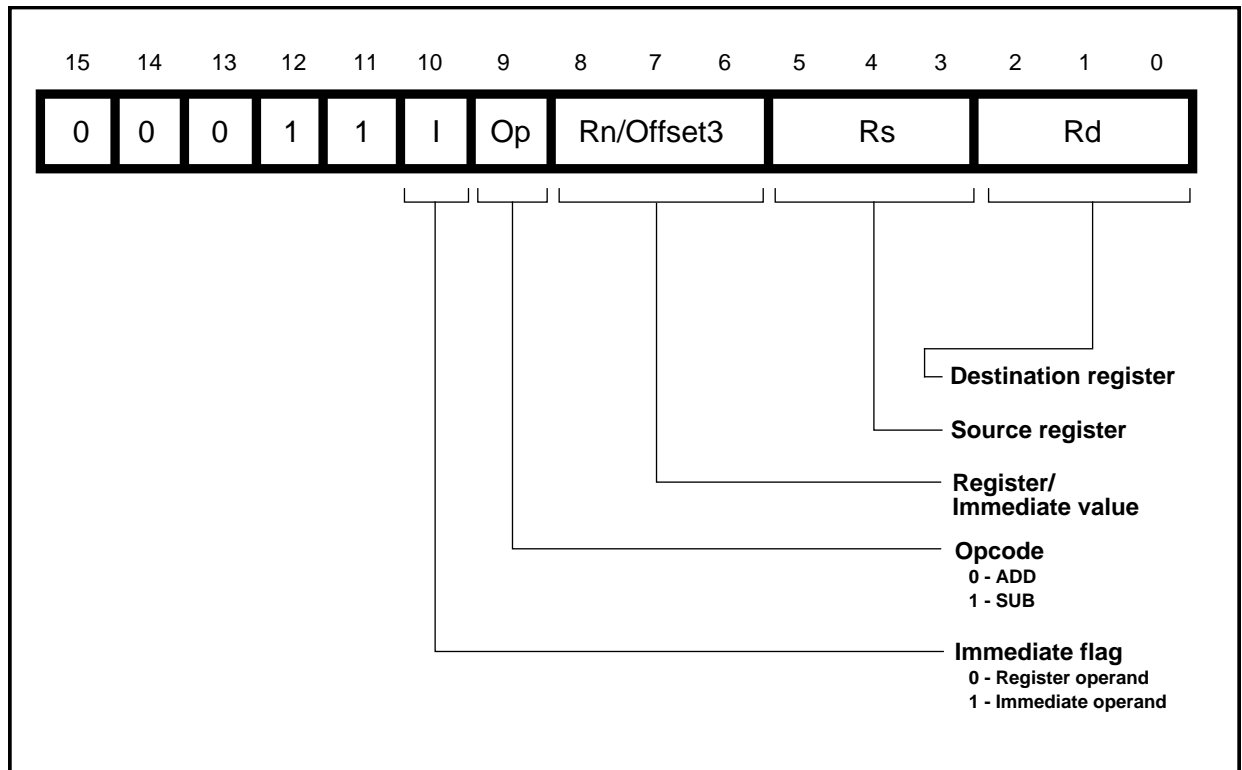 15 14 13 12 11 10 9 8 7 6 5 4 3 2 1 0
0 0 0 1 1 I Op Rn/Offset3 Rs Rd
Destination register
Source register
Register/
Immediate value
Opcode
0 - ADD
1 - SUB
Immediate flag
0 - Register operand
1 - Immediate operand